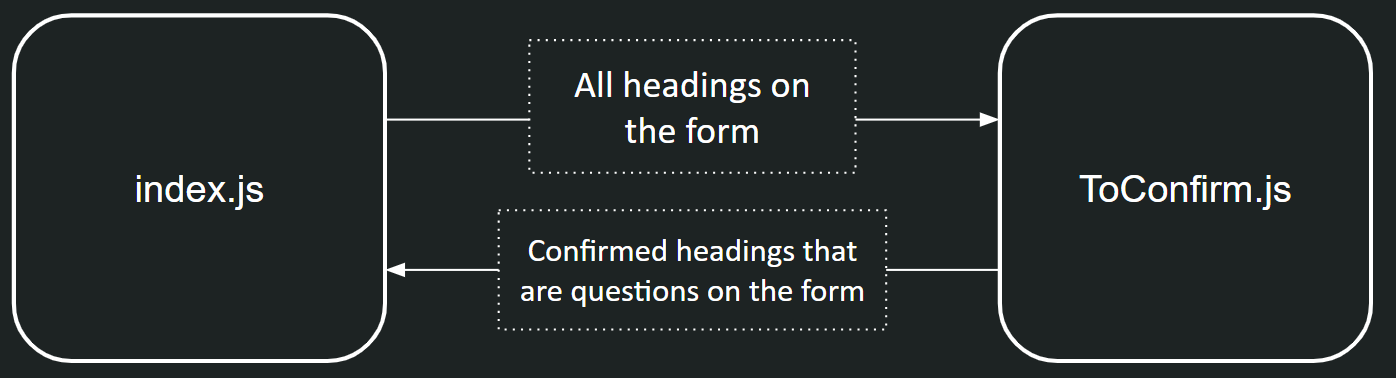 index.js
All headings on
the form
Confirmed headings that
are questions on the form
ToConfirm.js